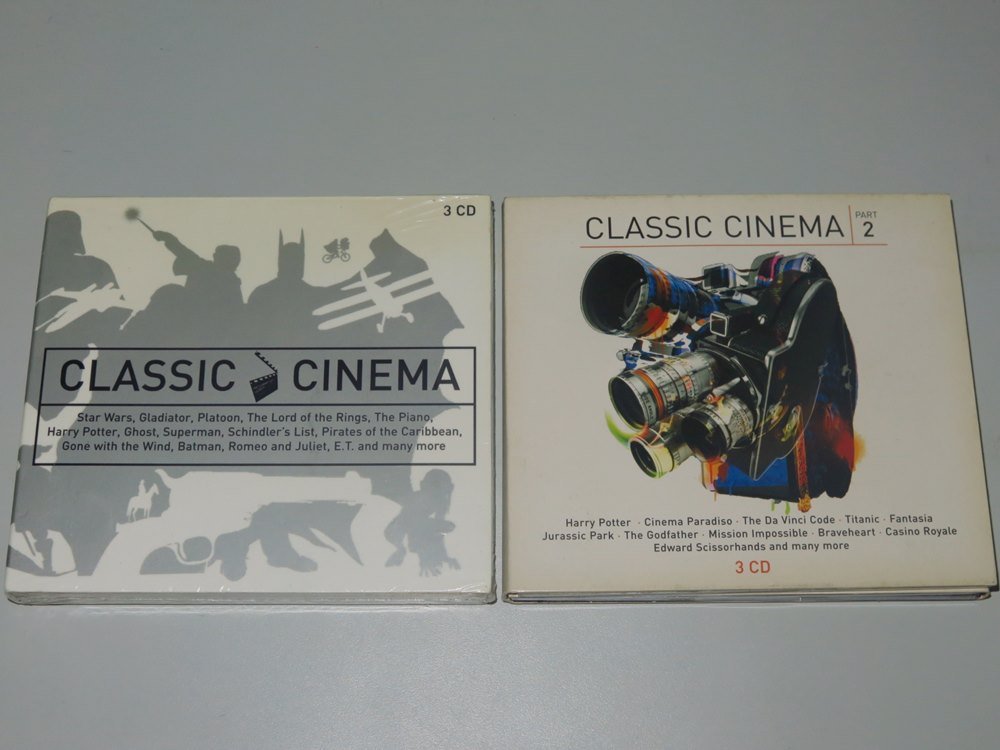 3 CD
CLASSIC CINEMA
Star Wars, Gladiator, Platoon, The Lord of the Rings, The Piano,
Harry Potter, Ghost, Superman, Schindler's List, Pirates of the Caribbean,
Gone with the Wind, Batman, Romeo and Juliet, E.T. and many more
CLASSIC CINEMA
PART
2
Harry Potter · Cinema Paradiso · The Da Vinci Code · Titanic · Fantasia
Jurassic Park · The Godfather · Mission Impossible · Braveheart · Casino Royale
Edward Scissorhands and many more
3 CD